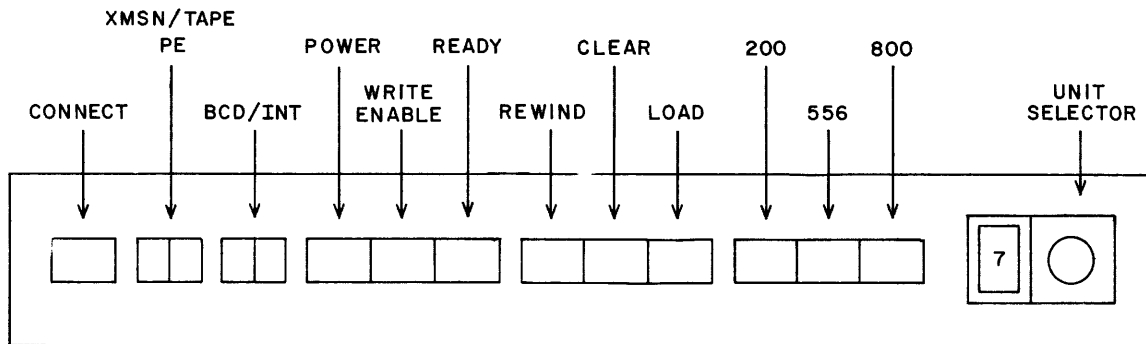 XMSN/TAPE
PE
POWER
READY
CLEAR
200
800
CONNECT
BCD/INT
WRITE
ENABLE
REWIND
LOAD
556
UNIT
SELECTOR
7